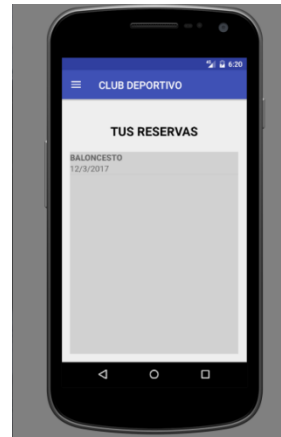 6:20
CLUB DEPORTIVO
TUS RESERVAS
BALONCESTO
12/3/2017